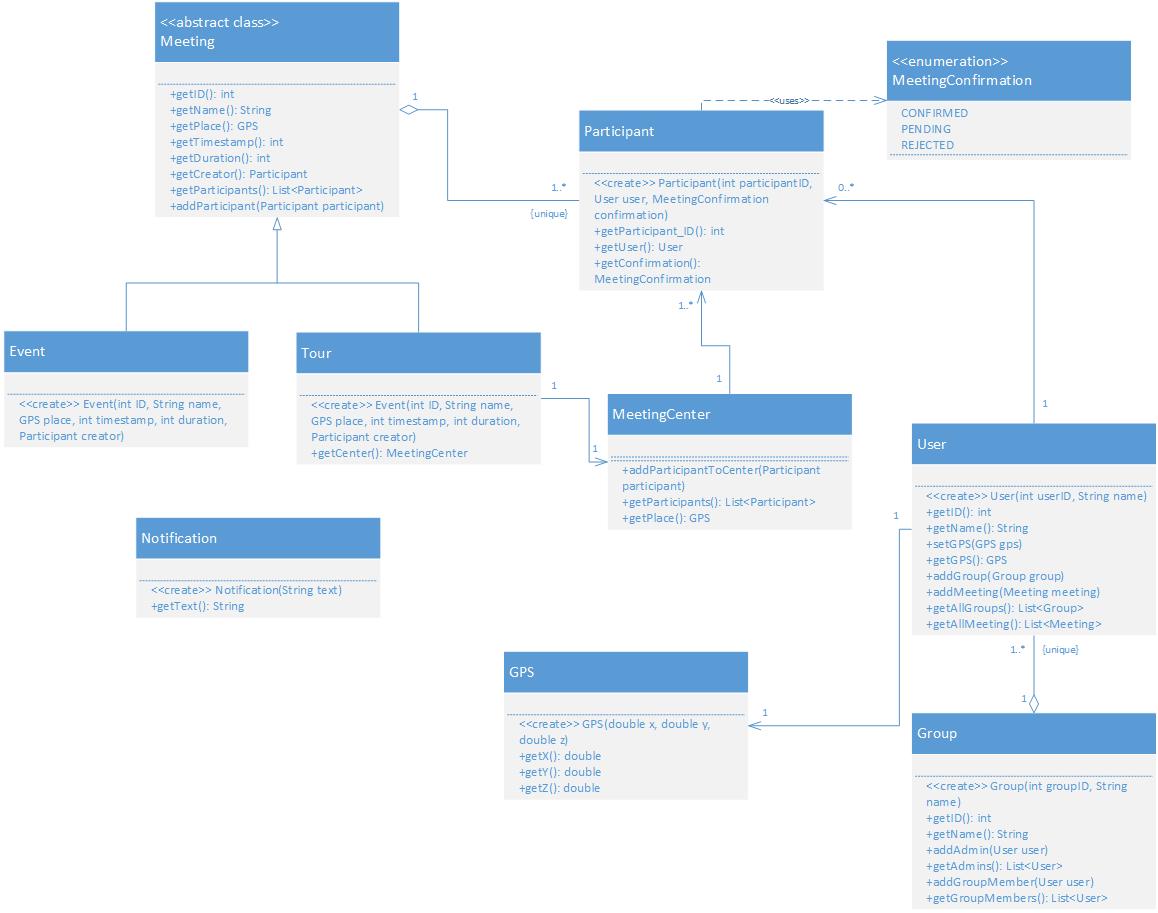 <<abstract class>>
Meeting
+getID(): int
+getName(): String
+getPlace(): GPS
+getTimestamp(): int
+getDuration(): int
+getCreator(): Participant
+getParticipants(): List<Participant>
+addParticipant(Participant participant)
1
1..*
{unique}
<<uses>>
<<enumeration>>
MeetingConfirmation
CONFIRMED
PENDING
REJECTED
Participant
<<create>> Participant(int participantID,
User user, MeetingConfirmation
confirmation)
+getParticipant_ID(): int
+getUser(): User
+getConfirmation():
MeetingConfirmation
0..*
1
1..*
1
Event
<<create>> Event(int ID, String name,
GPS place, int timestamp, int duration,
Participant creator)
Tour
<<create>> Event(int ID, String name,
GPS place, int timestamp, int duration,
Participant creator)
+getCenter(): MeetingCenter
1
1
MeetingCenter
+addParticipantToCenter(Participant
participant)
+getParticipants(): List<Participant>
+getPlace(): GPS
User
<<create>> User(int userID, String name)
+getID(): int
+getName(): String
+setGPS(GPS gps)
+getGPS(): GPS
+addGroup(Group group)
+addMeeting(Meeting meeting)
+getAllGroups(): List<Group>
+getAllMeeting(): List<Meeting>
1
1
1..*
{unique}
1
Notification
<<create>> Notification(String text)
+getText(): String
GPS
<<create>> GPS(double x, double y,
double z)
+getX(): double
+getY(): double
+getZ(): double
Group
<<create>> Group(int groupID, String
name)
+getID(): int
+getName(): String
+addAdmin(User user)
+getAdmins(): List<User>
+addGroupMember(User user)
+getGroupMembers(): List<User>